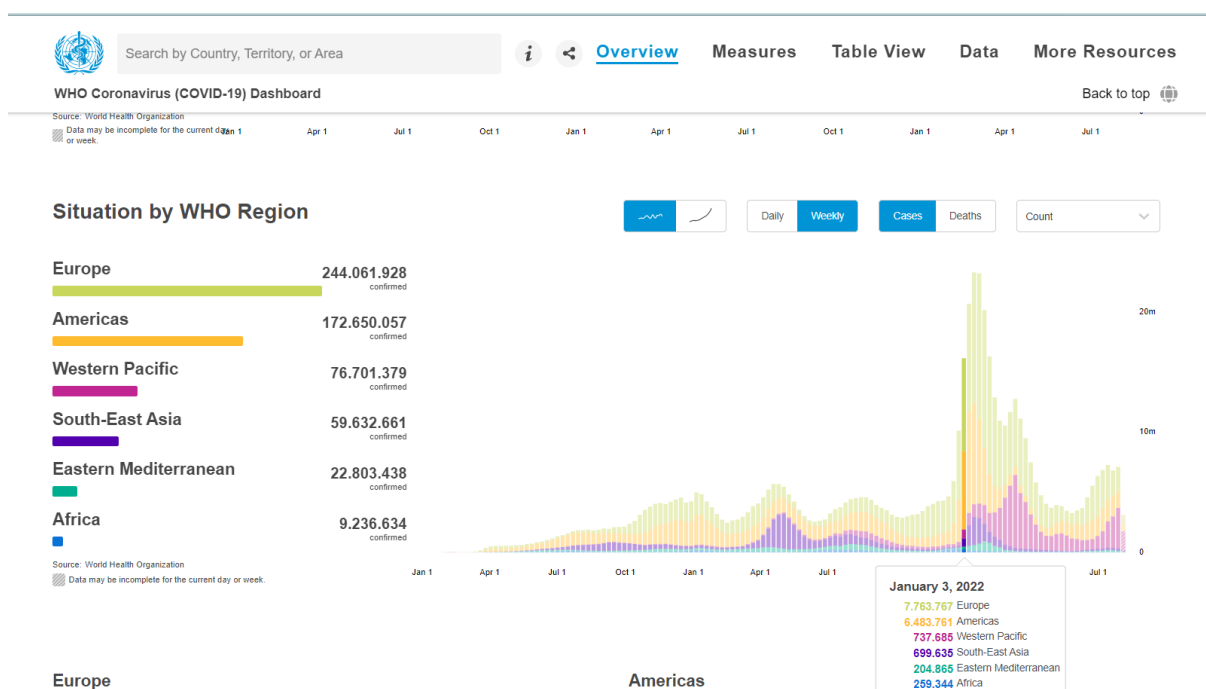 Search by Country, Territory, or Area
i
Overview
Measures
Table View
Data
More Resources
WHO Coronavirus (COVID-19) Dashboard
Back to top
Source: World Health Organization
Data may be incomplete for the current day
or week.
Jan 1
Apr 1
Jul 1
Oct 1
Jan 1
Apr 1
Jul 1
Oct 1
Jan 1
Apr 1
Jul 1
Situation by WHO Region
Daily
Weekly
Cases
Deaths
Count
Europe
244.061.928
confirmed
Americas
172.650.057
confirmed
Western Pacific
76.701.379
confirmed
South-East Asia
59.632.661
confirmed
Eastern Mediterranean
22.803.438
confirmed
Africa
9.236.634
confirmed
Source: World Health Organization
Data may be incomplete for the current day or week.
20m
10m
0
Jan 1
Apr 1
Jul 1
Oct 1
Jan 1
Apr 1
Jul 1
Jul 1
January 3, 2022
7.763.767 Europe
6.483.761 Americas
737.685 Western Pacific
699.635 South-East Asia
204.865 Eastern Mediterranean
259.344 Africa
Europe
Americas